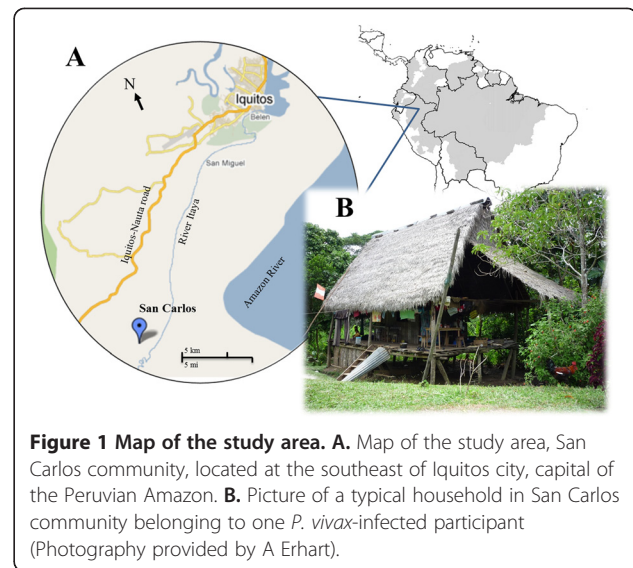 A
N
Iquitos
Belen
San Miguel
Iquitos-Nauta road
River Itaya
Amazon River
San Carlos
5 km
5 mi
B
Figure 1 Map of the study area. A. Map of the study area, San
Carlos community, located at the southeast of Iquitos city, capital of
the Peruvian Amazon. B. Picture of a typical household in San Carlos
community belonging to one P. vivax-infected participant
(Photography provided by A Erhart).